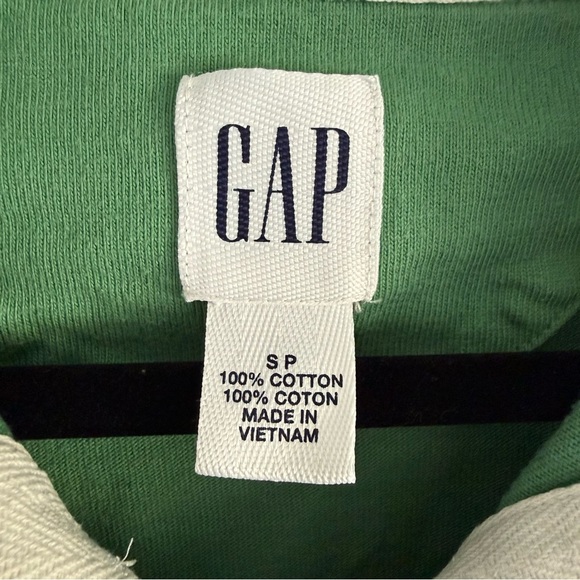 GAP
S P
100% COTTON
100% COTON
MADE IN
VIETNAM